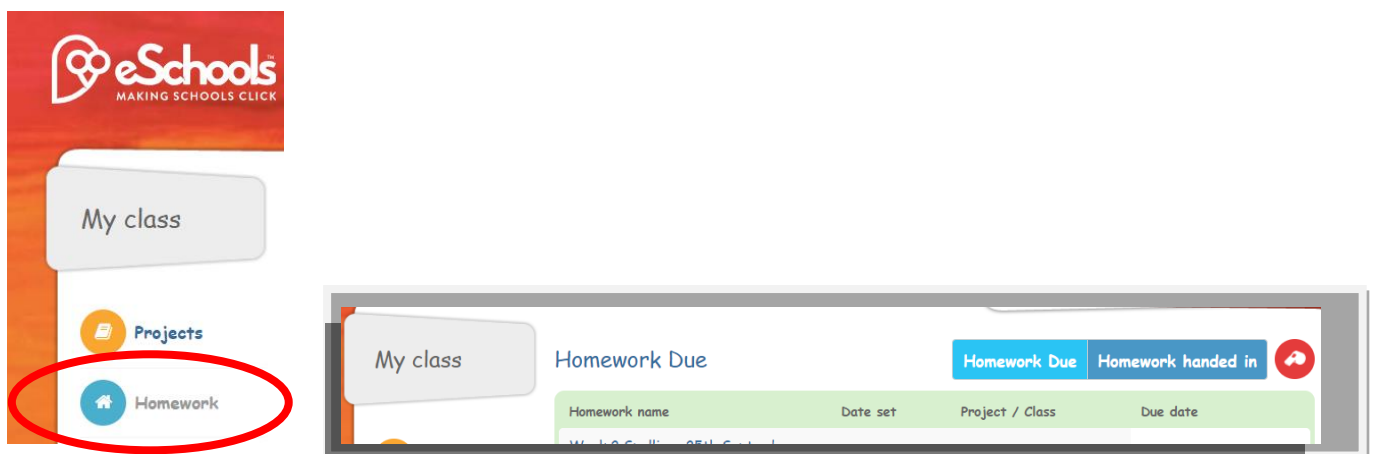 eSchools™
MAKING SCHOOLS CLICK
My class
Projects
Homework
My class
Homework Due
Homework Due
Homework handed in
Homework name
Date set
Project / Class
Due date